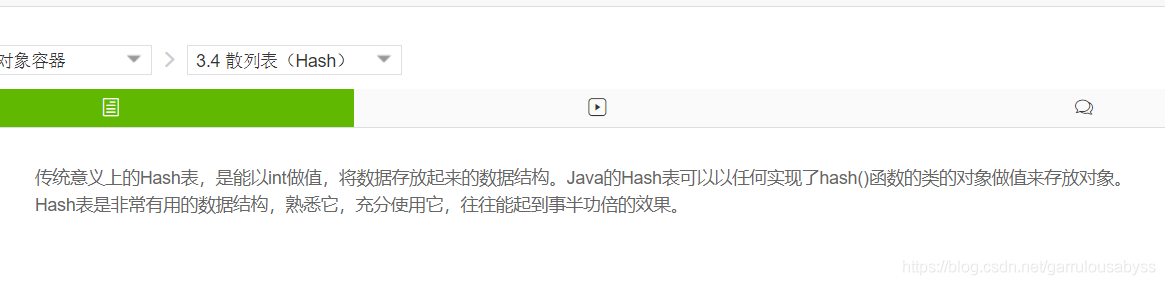 对象容器
3.4 散列表（Hash）
传统意义上的Hash表，是能以int做值，将数据存放起来的数据结构。Java的Hash表可以以任何实现了hash()函数的类的对象做值来存放对象。
Hash表是非常有用的数据结构，熟悉它，充分使用它，往往能起到事半功倍的效果。
https://blog.csdn.net/garrulousabyss